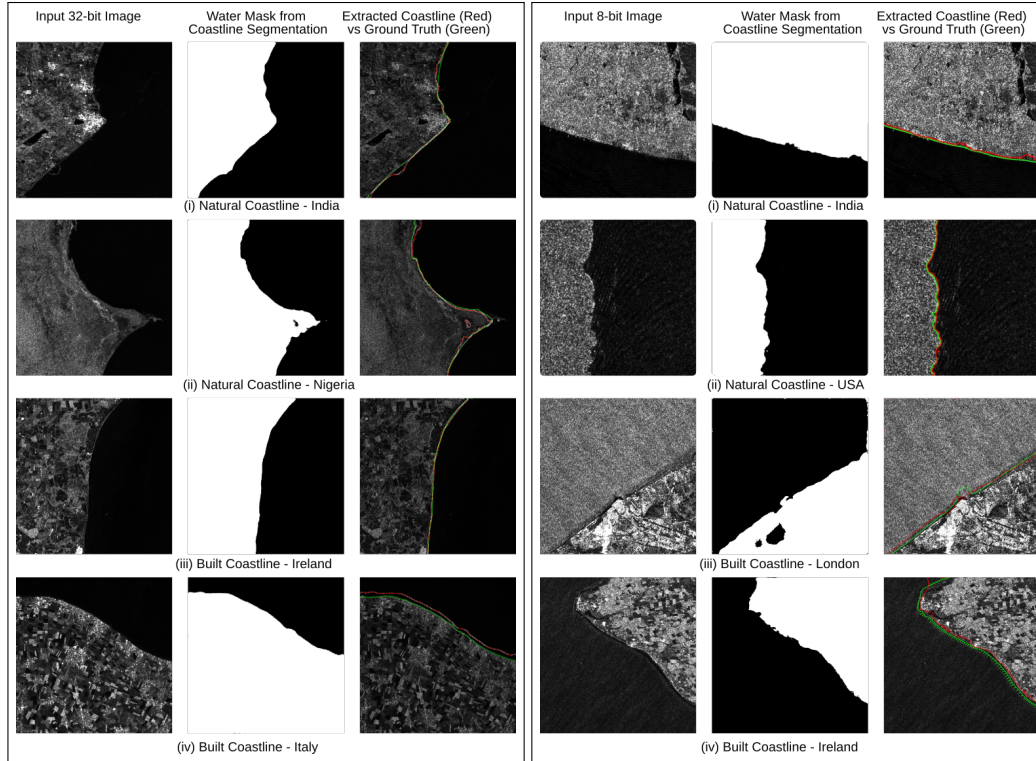 Input 32-bit Image
Water Mask from
Coastline Segmentation
Extracted Coastline (Red)
vs Ground Truth (Green)
(i) Natural Coastline - India
(ii) Natural Coastline - Nigeria
(iii) Built Coastline - Ireland
(iv) Built Coastline - Italy
Input 8-bit Image
Water Mask from
Coastline Segmentation
Extracted Coastline (Red)
vs Ground Truth (Green)
(i) Natural Coastline - India
(ii) Natural Coastline - USA
(iii) Built Coastline - London
(iv) Built Coastline - Ireland